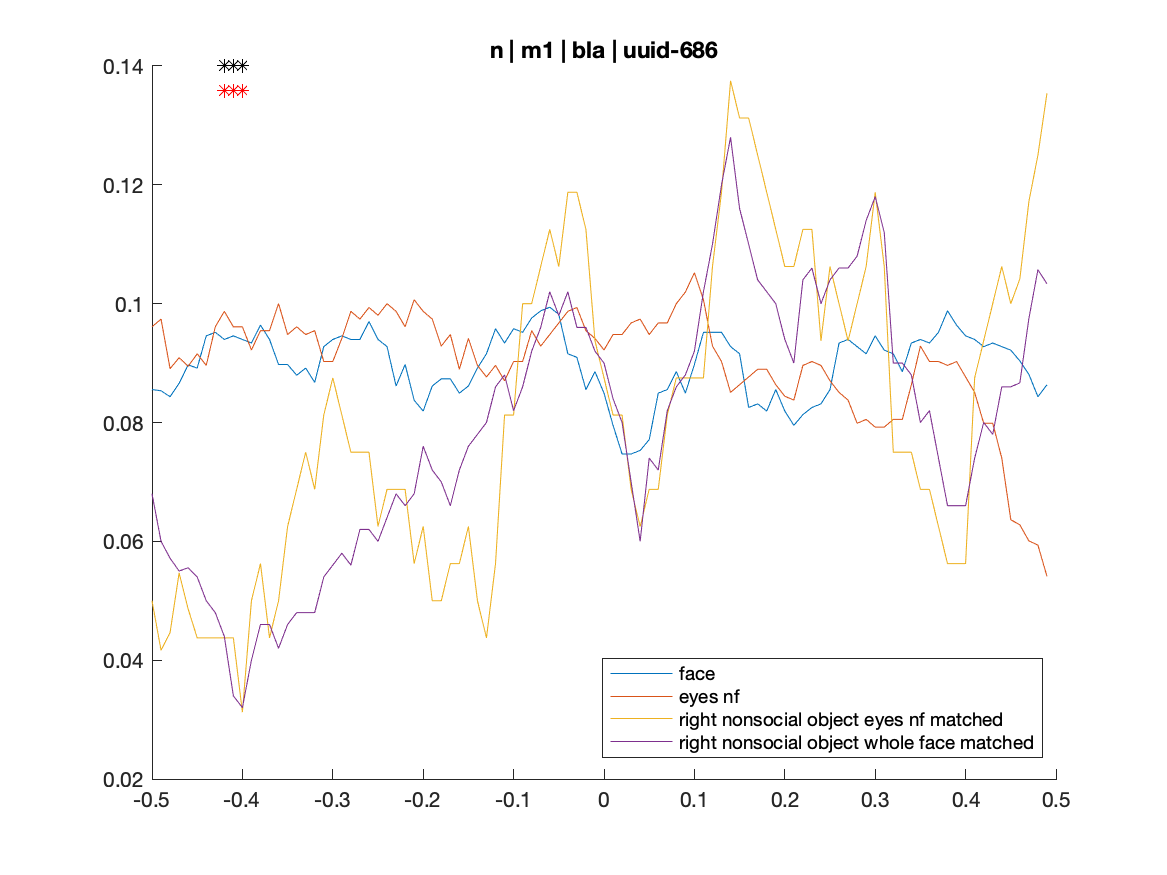 n | m1 | bla | uuid-686
0.14
0.12
0.1
0.08
0.06
0.04
0.02
face
eyes nf
right nonsocial object eyes nf matched
right nonsocial object whole face matched
-0.5 -0.4 -0.3 -0.2 -0.1 0 0.1 0.2 0.3 0.4 0.5